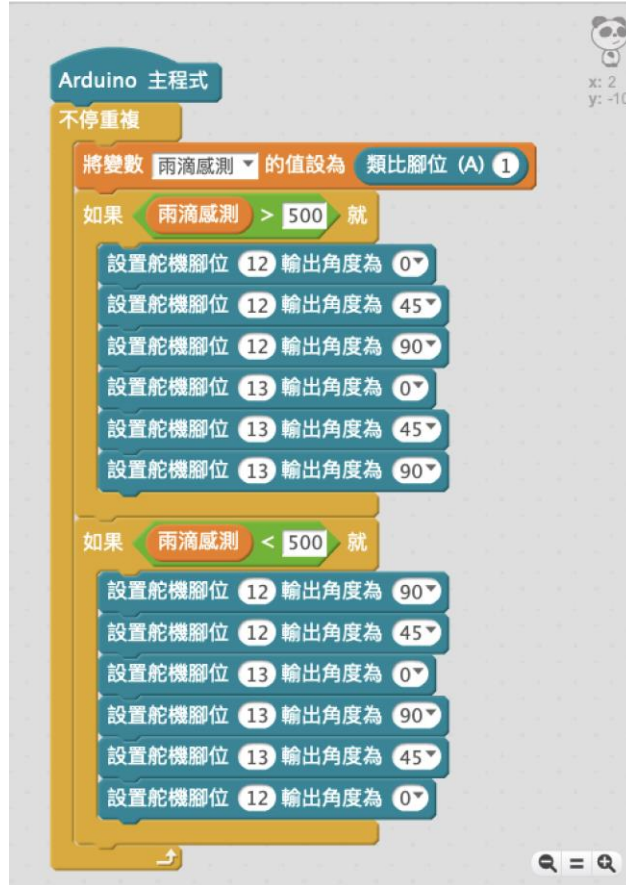 x: 2
y: -10
Arduino 主程式
不停重複
將變數 雨滴感測 的值設為 類比腳位 (A) 1
如果 雨滴感測 > 500 就
設置舵機腳位 12 輸出角度為 0
設置舵機腳位 12 輸出角度為 45
設置舵機腳位 12 輸出角度為 90
設置舵機腳位 13 輸出角度為 0
設置舵機腳位 13 輸出角度為 45
設置舵機腳位 13 輸出角度為 90
如果 雨滴感測 < 500 就
設置舵機腳位 12 輸出角度為 90
設置舵機腳位 12 輸出角度為 45
設置舵機腳位 13 輸出角度為 0
設置舵機腳位 13 輸出角度為 90
設置舵機腳位 13 輸出角度為 45
設置舵機腳位 12 輸出角度為 0